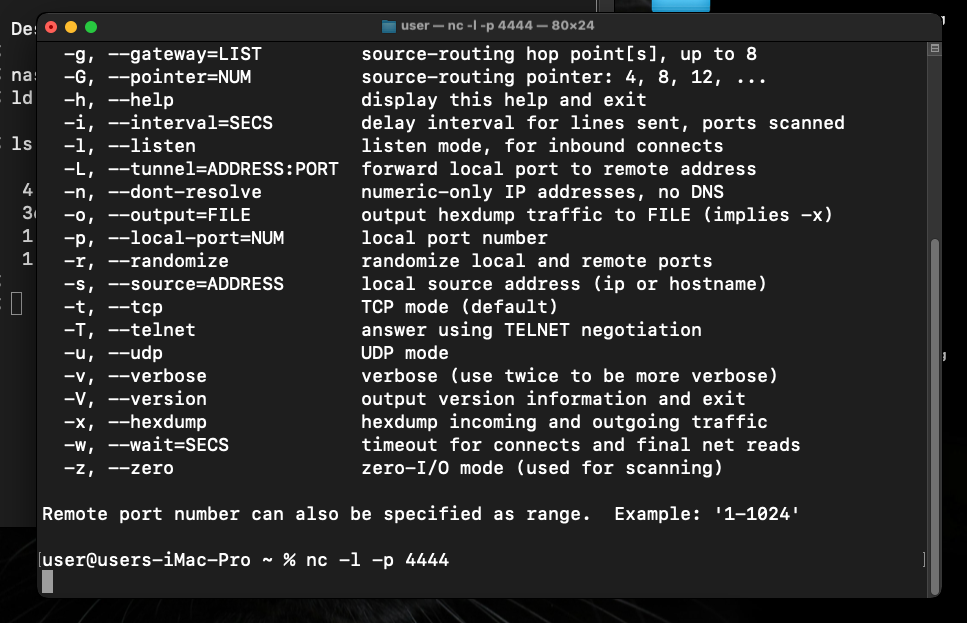 user — nc -l -p 4444 — 80×24
Des
nas
ld
ls
4
3
1
1
-g, --gateway=LIST source-routing hop point[s], up to 8
-G, --pointer=NUM source-routing pointer: 4, 8, 12, ...
-h, --help display this help and exit
-i, --interval=SECS delay interval for lines sent, ports scanned
-l, --listen listen mode, for inbound connects
-L, --tunnel=ADDRESS:PORT forward local port to remote address
-n, --dont-resolve numeric-only IP addresses, no DNS
-o, --output=FILE output hexdump traffic to FILE (implies -x)
-p, --local-port=NUM local port number
-r, --randomize randomize local and remote ports
-s, --source=ADDRESS local source address (ip or hostname)
-t, --tcp TCP mode (default)
-T, --telnet answer using TELNET negotiation
-u, --udp UDP mode
-v, --verbose verbose (use twice to be more verbose)
-V, --version output version information and exit
-x, --hexdump hexdump incoming and outgoing traffic
-w, --wait=SECS timeout for connects and final net reads
-z, --zero zero-I/O mode (used for scanning)
Remote port number can also be specified as range.  Example: '1-1024'
[user@users-iMac-Pro ~ % nc -l -p 4444 ]